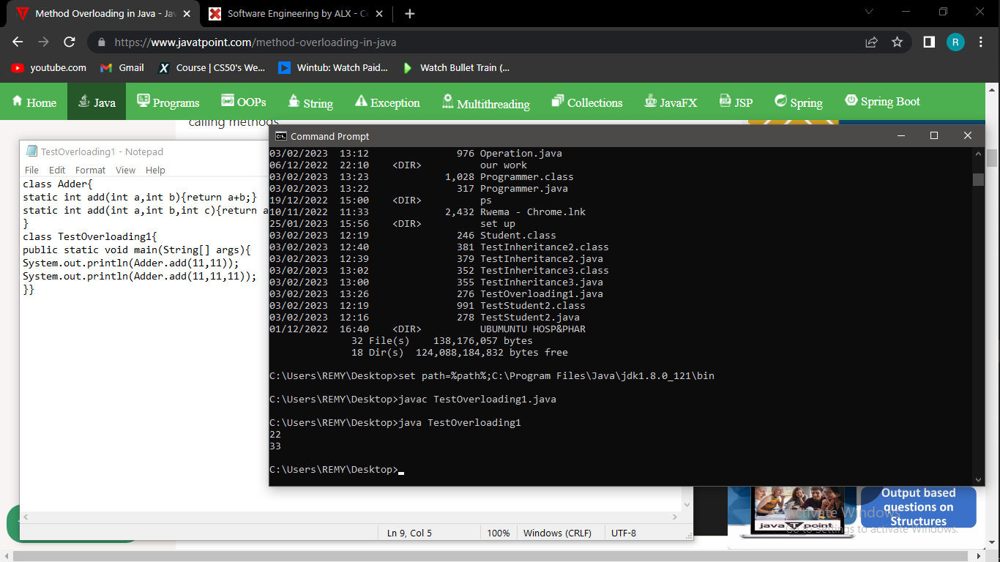 Method Overloading in Java - Jav
Software Engineering by ALX - Ce
https://www.javatpoint.com/method-overloading-in-java
R
youtube.com
Gmail
X Course | CS50's We...
Wintub: Watch Paid...
Watch Bullet Train (...
Home
Java
Programs
OOPs
String
Exception
Multithreading
Collections
JavaFX
JSP
Spring
Spring Boot
calling methods
TestOverloading1 - Notepad
File Edit Format View Help
class Adder{
static int add(int a,int b){return a+b;}
static int add(int a,int b,int c){return a
}
class TestOverloading1{
public static void main(String[] args){
System.out.println(Adder.add(11,11));
System.out.println(Adder.add(11,11,11));
}}
Ln 9, Col 5
100%
Windows (CRLF)
UTF-8
Command Prompt
03/02/2023  13:12               976 Operation.java
06/12/2022  22:10    <DIR>          our work
03/02/2023  13:23             1,028 Programmer.class
03/02/2023  13:22               317 Programmer.java
19/12/2022  15:00    <DIR>          ps
10/11/2022  11:33             2,432 Rwema - Chrome.lnk
25/01/2023  15:56    <DIR>          set up
03/02/2023  12:19               246 Student.class
03/02/2023  12:40               381 TestInheritance2.class
03/02/2023  12:39               379 TestInheritance2.java
03/02/2023  13:02               352 TestInheritance3.class
03/02/2023  13:00               355 TestInheritance3.java
03/02/2023  13:26               276 TestOverloading1.java
03/02/2023  12:19               991 TestStudent2.class
03/02/2023  12:16               278 TestStudent2.java
01/12/2022  16:40    <DIR>          UBUMUNTU HOSP&PHAR
32 File(s)    138,176,057 bytes
18 Dir(s)  124,088,184,832 bytes free
C:\Users\REMY\Desktop>set path=%path%;C:\Program Files\Java\jdk1.8.0_121\bin
C:\Users\REMY\Desktop>javac TestOverloading1.java
C:\Users\REMY\Desktop>java TestOverloading1
22
33
C:\Users\REMY\Desktop>
java T point
Output based
questions on
Structures
Activate Windows
Go to Settings to activate Windows.